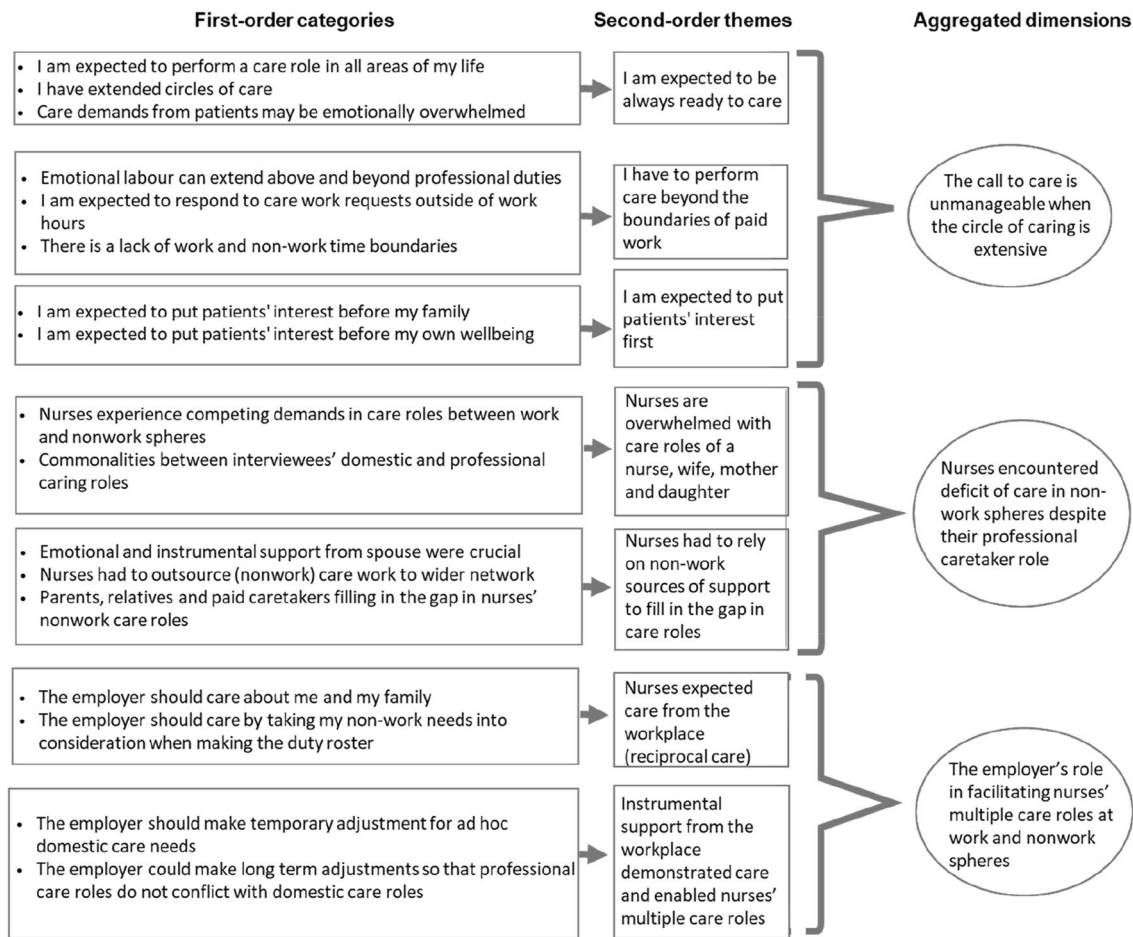 First-order categories
Second-order themes
Aggregated dimensions
• I am expected to perform a care role in all areas of my life
• I have extended circles of care
• Care demands from patients may be emotionally overwhelmed
I am expected to be
always ready to care
• Emotional labour can extend above and beyond professional duties
• I am expected to respond to care work requests outside of work
hours
• There is a lack of work and non-work time boundaries
I have to perform
care beyond the
boundaries of paid
work
• I am expected to put patients' interest before my family
• I am expected to put patients' interest before my own wellbeing
I am expected to put
patients' interest
first
The call to care is
unmanageable when
the circle of caring is
extensive
• Nurses experience competing demands in care roles between work
and nonwork spheres
• Commonalities between interviewees’ domestic and professional
caring roles
Nurses are
overwhelmed with
care roles of a
nurse, wife, mother
and daughter
• Emotional and instrumental support from spouse were crucial
• Nurses had to outsource (nonwork) care work to wider network
• Parents, relatives and paid caretakers filling in the gap in nurses’
nonwork care roles
Nurses had to rely
on non-work
sources of support
to fill in the gap in
care roles
Nurses encountered
deficit of care in non-
work spheres despite
their professional
caretaker role
• The employer should care about me and my family
• The employer should care by taking my non-work needs into
consideration when making the duty roster
Nurses expected
care from the
workplace
(reciprocal care)
• The employer should make temporary adjustment for ad hoc
domestic care needs
• The employer could make long term adjustments so that professional
care roles do not conflict with domestic care roles
Instrumental
support from the
workplace
demonstrated care
and enabled nurses’
multiple care roles
The employer’s role
in facilitating nurses’
multiple care roles at
work and nonwork
spheres